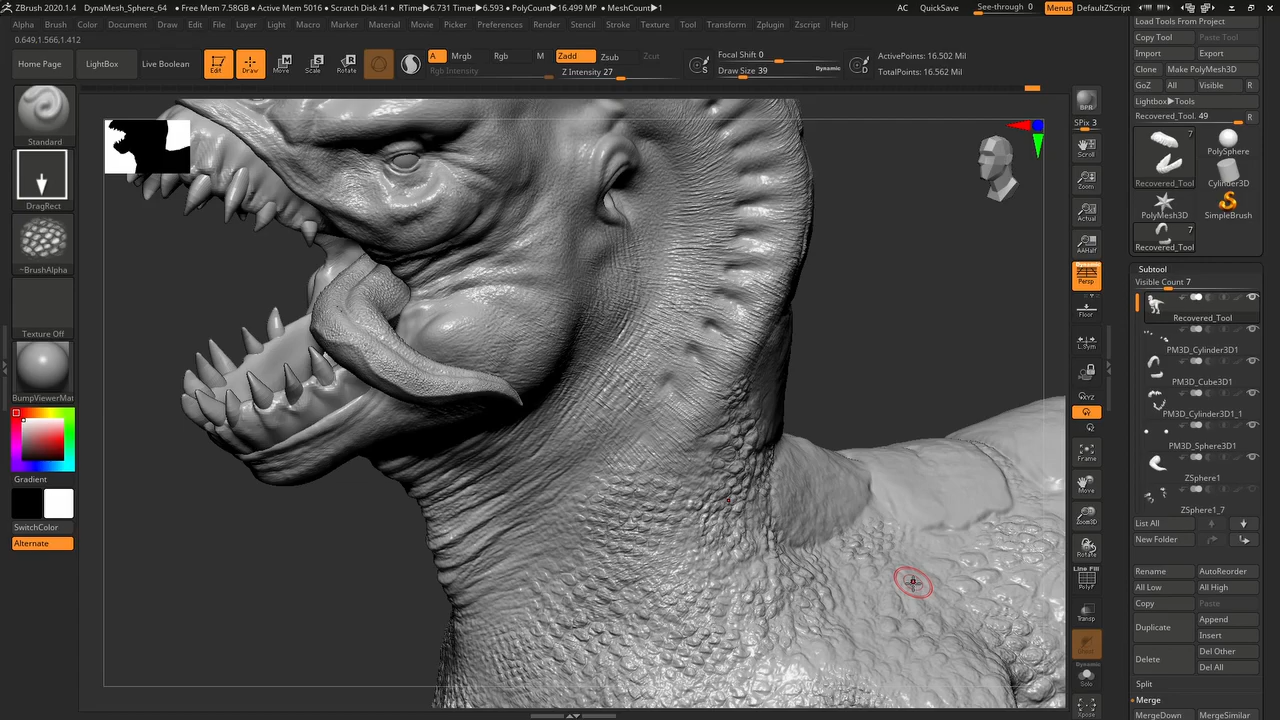 ZBrush 2020.1.4 DynaMesh_Sphere_64 • Free Mem 7.58GB • Active Mem 5016 • Scratch Disk 41 • RTime▶6.731 Timer▶6.593 • PolyCount▶16.499 MP • MeshCount▶1 AC QuickSave See-through 0 Menus DefaultZScript
Alpha Brush Color Document Draw Edit File Layer Light Macro Marker Material Movie Picker Preferences Render Stencil Stroke Texture Tool Transform Zplugin Zscript Help
0.649,1.566,1.412
Home Page LightBox Live Boolean Edit Draw Move Scale Rotate
A Mrgb Rgb M Zadd Zsub Zcut
Rgb Intensity Z Intensity 27
Focal Shift 0
Draw Size 39 Dynamic
S
D
ActivePoints: 16.502 Mil
TotalPoints: 16.562 Mil
Standard
DragRect
~BrushAlpha
Texture Off
BumpViewerMat
Gradient
SwitchColor
Alternate
BPR
SPix 3
Scroll
Zoom
Actual
AAHalf
Dynamic
Persp
Floor
L.Sym
XYZ
Y
Frame
Move
Zoom3D
Rotate
Line Fill
PolyF
Transp
Dynamic
Solo
Xpose
Load Tools From Project
Copy Tool Paste Tool
Import Export
Clone Make PolyMesh3D
GoZ All Visible R
Lightbox▶Tools
Recovered_Tool. 49 R
7
Recovered_Tool
PolySphere
Cylinder3D
PolyMesh3D
SimpleBrush
7
Recovered_Tool
Subtool
Visible Count 7
Recovered_Tool
PM3D_Cylinder3D1
PM3D_Cube3D1
PM3D_Cylinder3D1_1
PM3D_Sphere3D1
ZSphere1
ZSphere1_7
List All
New Folder
Rename AutoReorder
All Low All High
Copy Paste
Duplicate Append
Insert
Delete Del Other
Del All
Split
Merge
MergeDown MergeSimilar